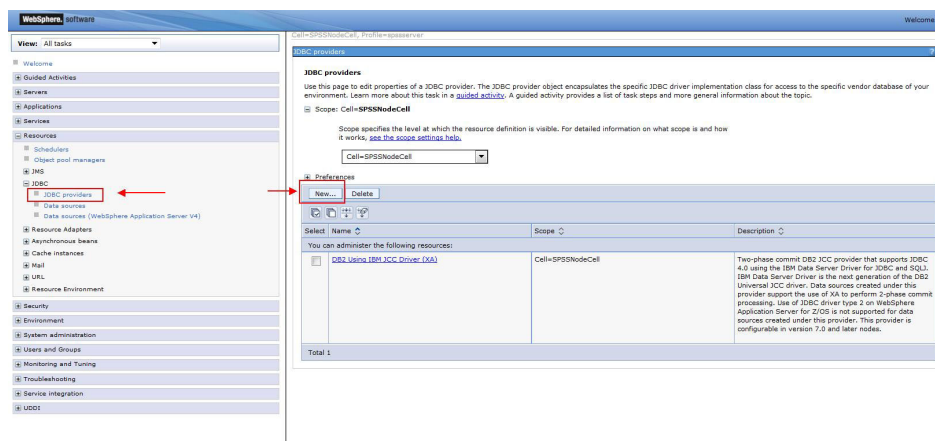 WebSphere. software
Welcome
View: All tasks
Welcome
Guided Activities
Servers
Applications
Services
Resources
Schedulers
Object pool managers
JMS
JDBC
JDBC providers
Data sources
Data sources (WebSphere Application Server V4)
Resource Adapters
Asynchronous beans
Cache instances
Mail
URL
Resource Environment
Security
Environment
System administration
Users and Groups
Monitoring and Tuning
Troubleshooting
Service integration
UDDI
Cell=SPSSNodeCell, Profile=spssserver
JDBC providers
?
JDBC providers
Use this page to edit properties of a JDBC provider. The JDBC provider object encapsulates the specific JDBC driver implementation class for access to the specific vendor database of your
environment. Learn more about this task in a guided activity. A guided activity provides a list of task steps and more general information about the topic.
Scope: Cell=SPSSNodeCell
Scope specifies the level at which the resource definition is visible. For detailed information on what scope is and how
it works, see the scope settings help.
Cell=SPSSNodeCell
Preferences
New... Delete
Select Name Scope Description
You can administer the following resources:
DB2 Using IBM JCC Driver (XA) Cell=SPSSNodeCell Two-phase commit DB2 JCC provider that supports JDBC
4.0 using the IBM Data Server Driver for JDBC and SQLJ.
IBM Data Server Driver is the next generation of the DB2
Universal JCC driver. Data sources created under this
provider support the use of XA to perform 2-phase commit
processing. Use of JDBC driver type 2 on WebSphere
Application Server for Z/OS is not supported for data
sources created under this provider. This provider is
configurable in version 7.0 and later nodes.
Total 1